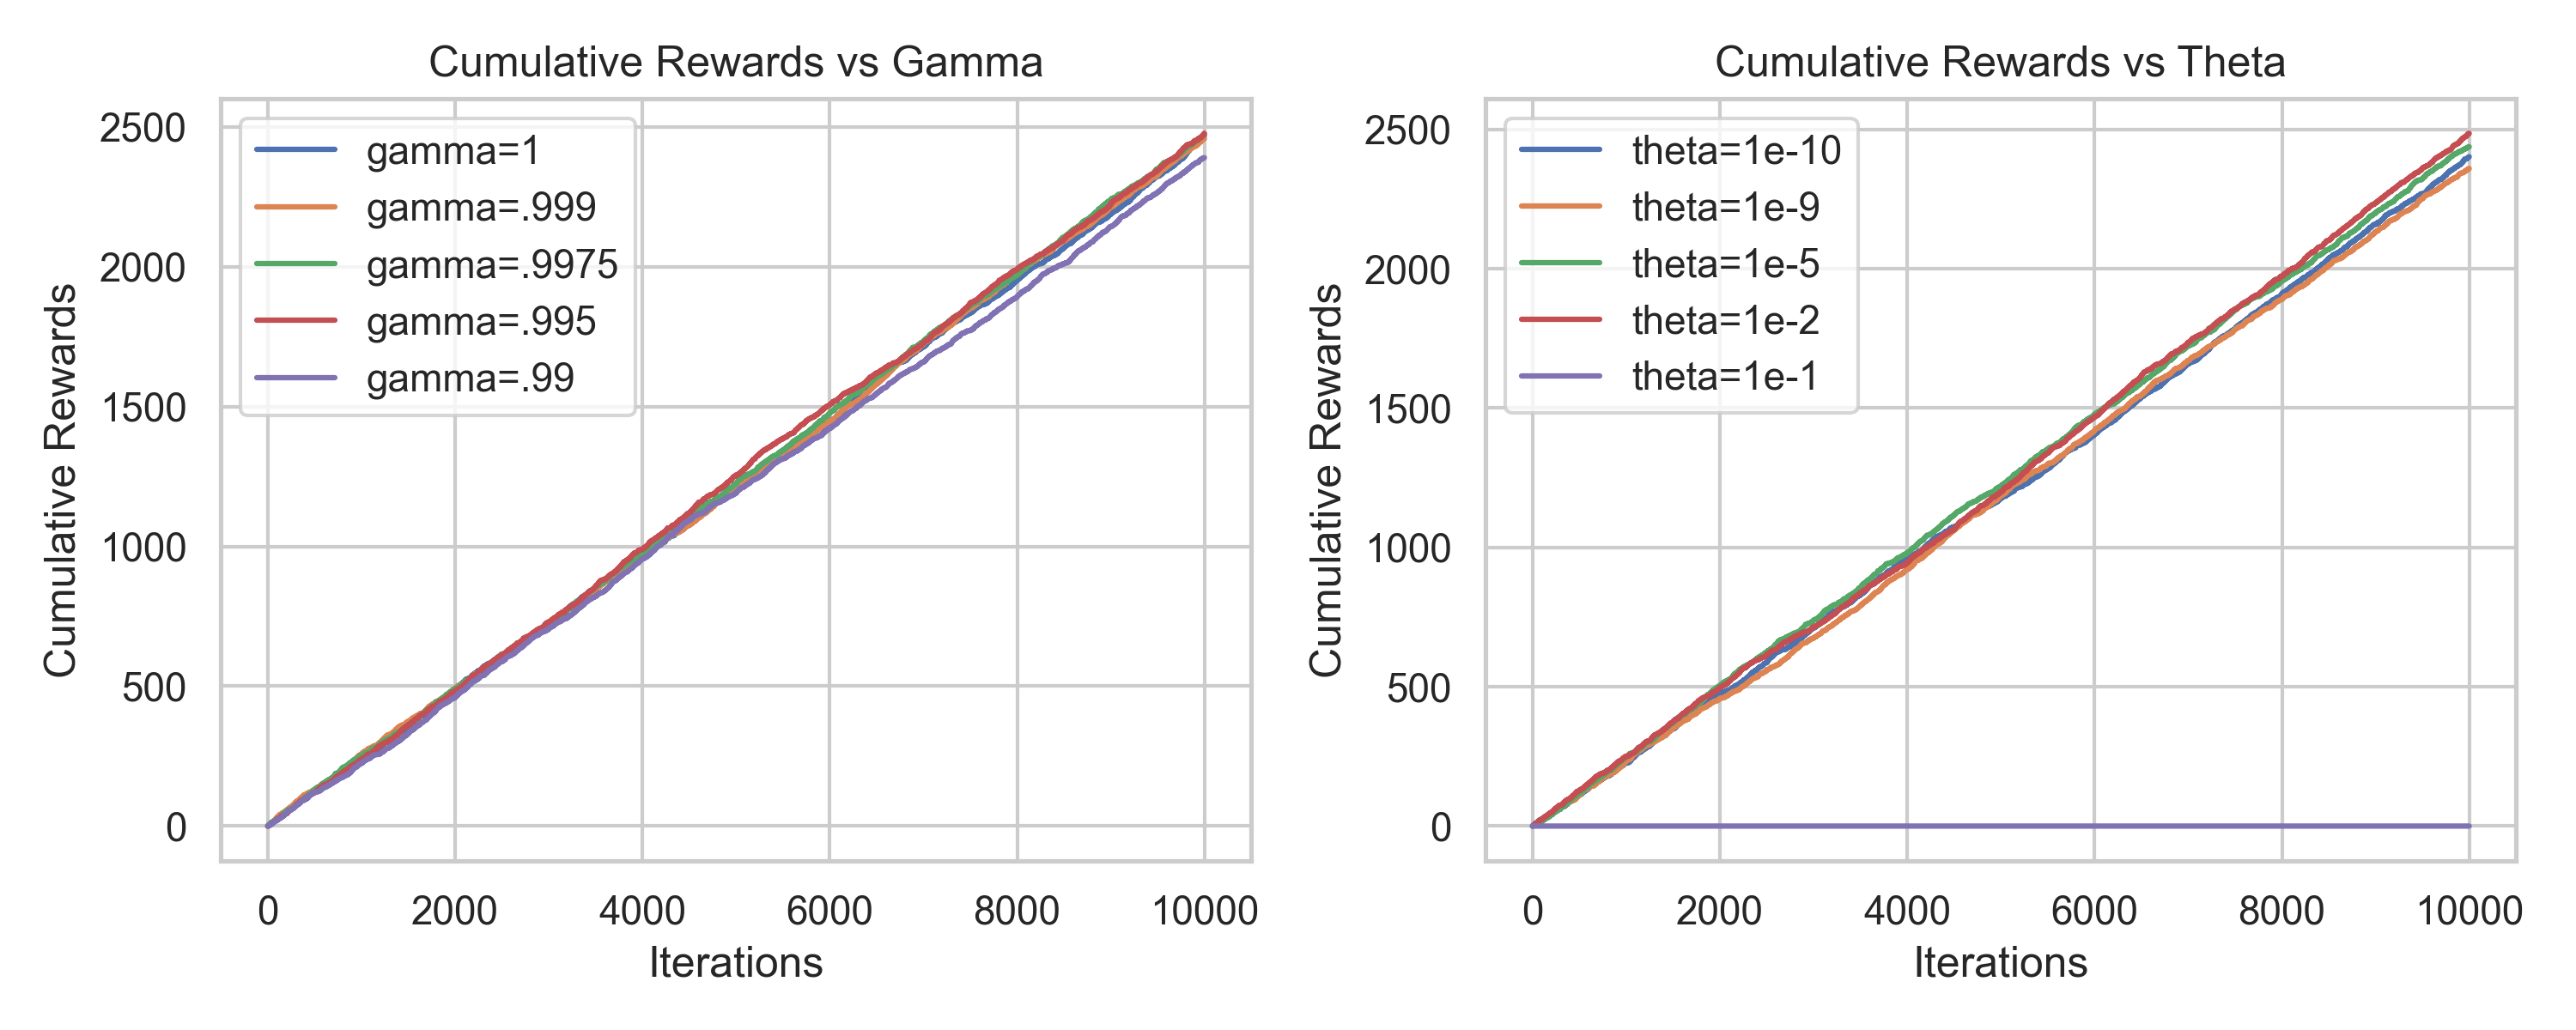 Cumulative Rewards vs Gamma
2500
2000
1500
1000
500
0
Cumulative Rewards
gamma=1
gamma=.999
gamma=.9975
gamma=.995
gamma=.99
0 2000 4000 6000 8000 10000
Iterations
Cumulative Rewards vs Theta
2500
2000
1500
1000
500
0
Cumulative Rewards
theta=1e-10
theta=1e-9
theta=1e-5
theta=1e-2
theta=1e-1
0 2000 4000 6000 8000 10000
Iterations